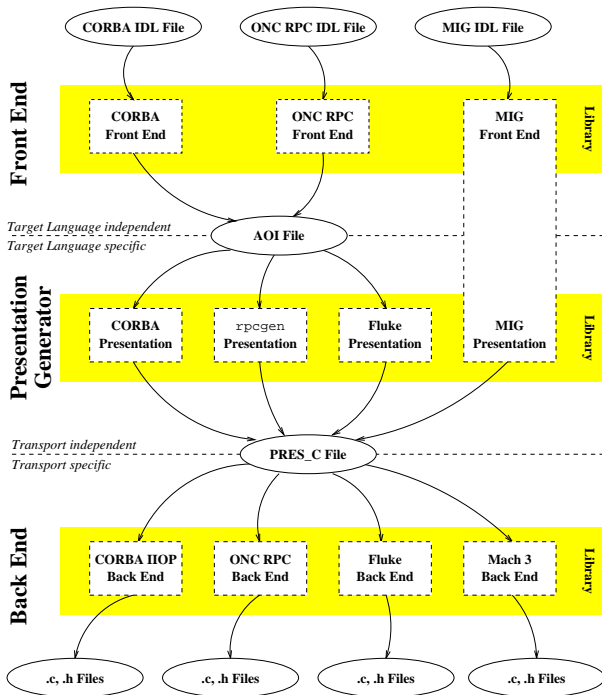 CORBA IDL File
ONC RPC IDL File
MIG IDL File
Front End
CORBA
Front End
ONC RPC
Front End
MIG
Front End
Library
Target Language independent
Target Language specific
AOI File
Presentation
Generator
CORBA
Presentation
rpcgen
Presentation
Fluke
Presentation
MIG
Presentation
Library
Transport independent
Transport specific
PRES_C File
Back End
CORBA IIOP
Back End
ONC RPC
Back End
Fluke
Back End
Mach 3
Back End
Library
.c, .h Files
.c, .h Files
.c, .h Files
.c, .h Files